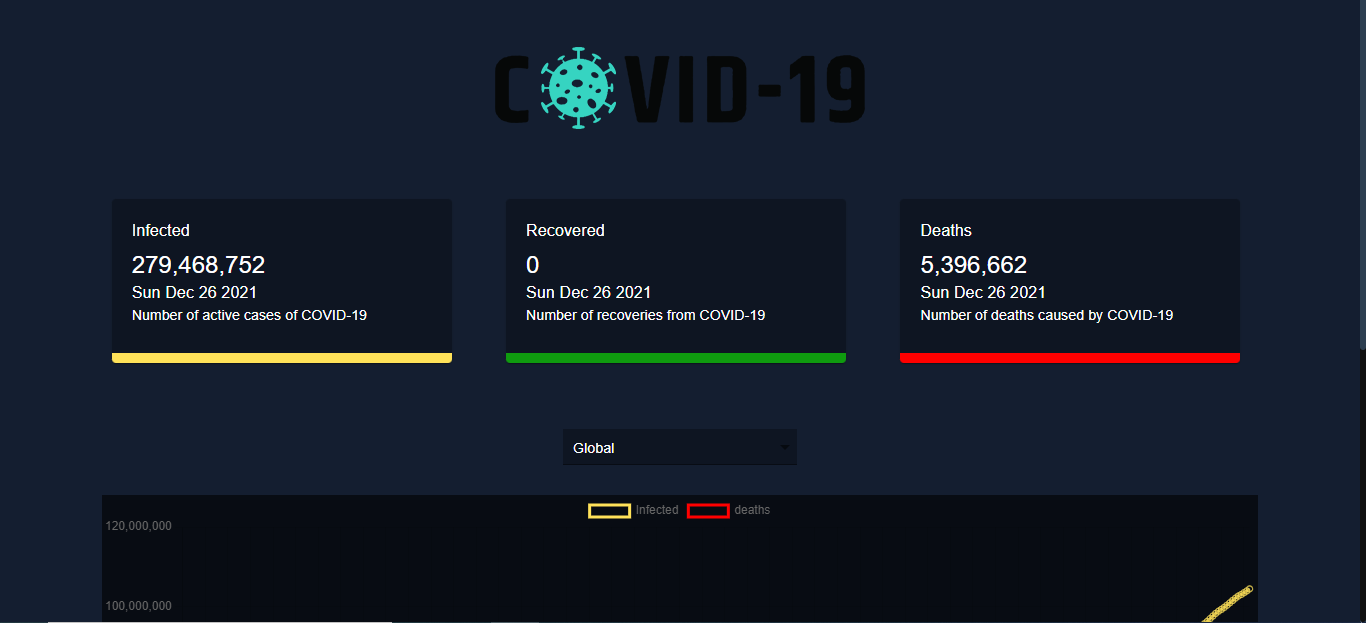 COVID-19
Infected
279,468,752
Sun Dec 26 2021
Number of active cases of COVID-19
Recovered
0
Sun Dec 26 2021
Number of recoveries from COVID-19
Deaths
5,396,662
Sun Dec 26 2021
Number of deaths caused by COVID-19
Global
Infected deaths
120,000,000
100,000,000